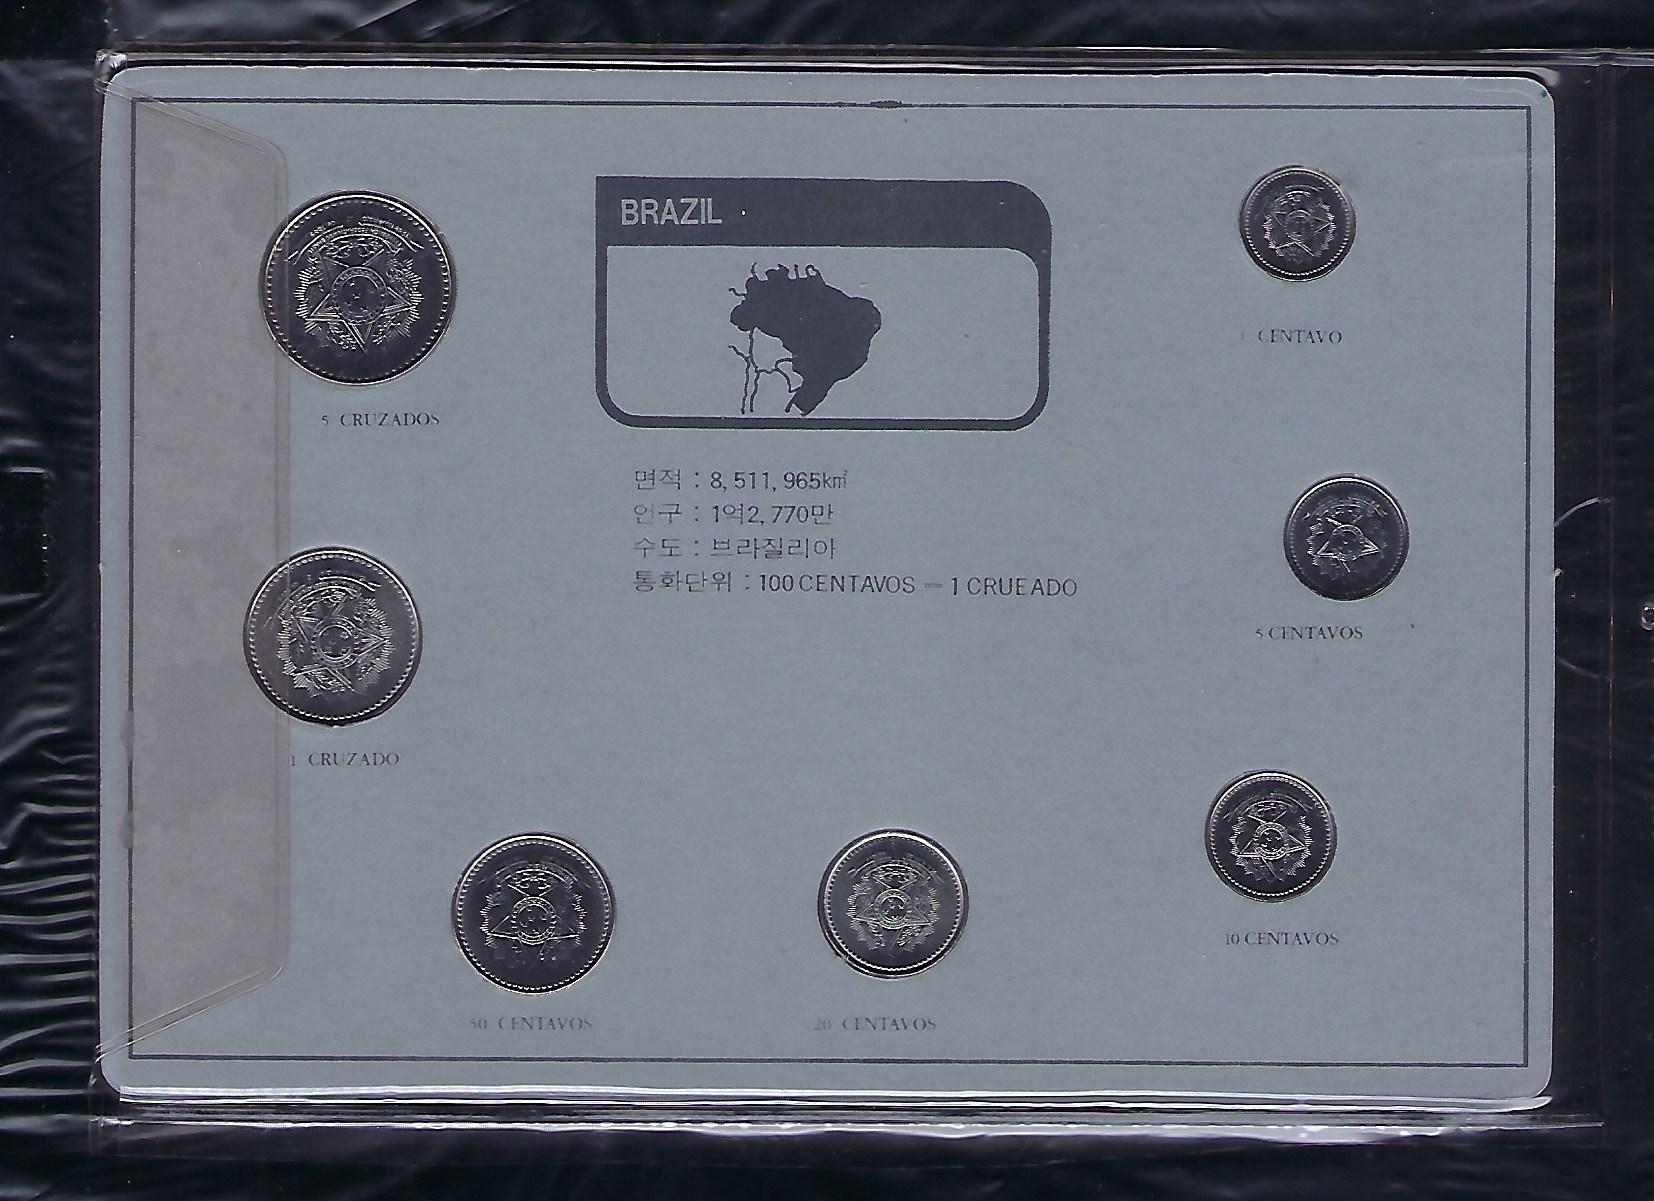 BRAZIL
1 CENTAVO
5 CRUZADOS
면적 : 8, 511, 965㎢
인구 : 1억2, 770만
수도 : 브라질리아
통화단위 : 100 CENTAVOS = 1 CRUEADO
5 CENTAVOS
1 CRUZADO
10 CENTAVOS
50 CENTAVOS
20 CENTAVOS